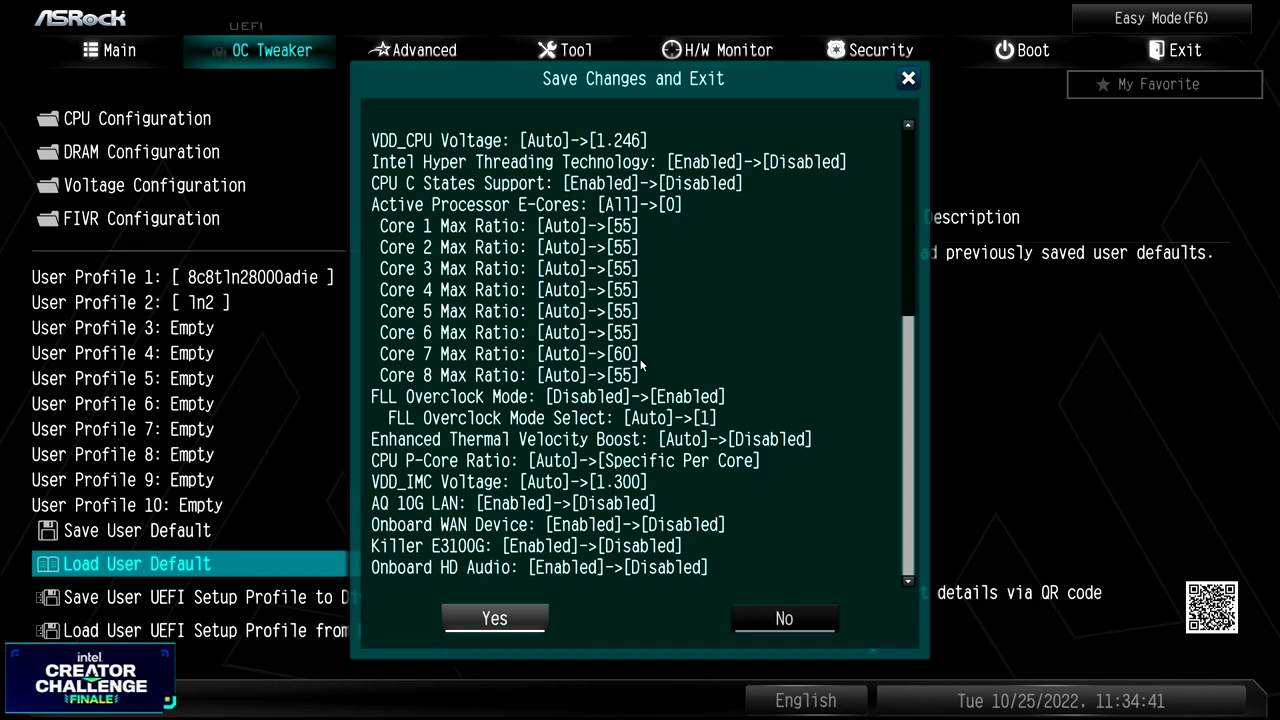 ASRock UEFI
Easy Mode(F6)
Main OC Tweaker Advanced Tool H/W Monitor Security Boot Exit
My Favorite
Save Changes and Exit
CPU Configuration
DRAM Configuration
Voltage Configuration
FIVR Configuration
User Profile 1: [ 8c8tln28000adie ]
User Profile 2: [ ln2 ]
User Profile 3: Empty
User Profile 4: Empty
User Profile 5: Empty
User Profile 6: Empty
User Profile 7: Empty
User Profile 8: Empty
User Profile 9: Empty
User Profile 10: Empty
Save User Default
Load User Default
Save User UEFI Setup Profile to Di
Load User UEFI Setup Profile from
VDD_CPU Voltage: [Auto]->[1.246]
Intel Hyper Threading Technology: [Enabled]->[Disabled]
CPU C States Support: [Enabled]->[Disabled]
Active Processor E-Cores: [All]->[0]
Core 1 Max Ratio: [Auto]->[55]
Core 2 Max Ratio: [Auto]->[55]
Core 3 Max Ratio: [Auto]->[55]
Core 4 Max Ratio: [Auto]->[55]
Core 5 Max Ratio: [Auto]->[55]
Core 6 Max Ratio: [Auto]->[55]
Core 7 Max Ratio: [Auto]->[60]
Core 8 Max Ratio: [Auto]->[55]
FLL Overclock Mode: [Disabled]->[Enabled]
FLL Overclock Mode Select: [Auto]->[1]
Enhanced Thermal Velocity Boost: [Auto]->[Disabled]
CPU P-Core Ratio: [Auto]->[Specific Per Core]
VDD_IMC Voltage: [Auto]->[1.300]
AQ 10G LAN: [Enabled]->[Disabled]
Onboard WAN Device: [Enabled]->[Disabled]
Killer E3100G: [Enabled]->[Disabled]
Onboard HD Audio: [Enabled]->[Disabled]
Yes No
Description
d previously saved user defaults.
t details via QR code
intel
CREATOR
CHALLENGE
FINALE
English
Tue 10/25/2022, 11:34:41